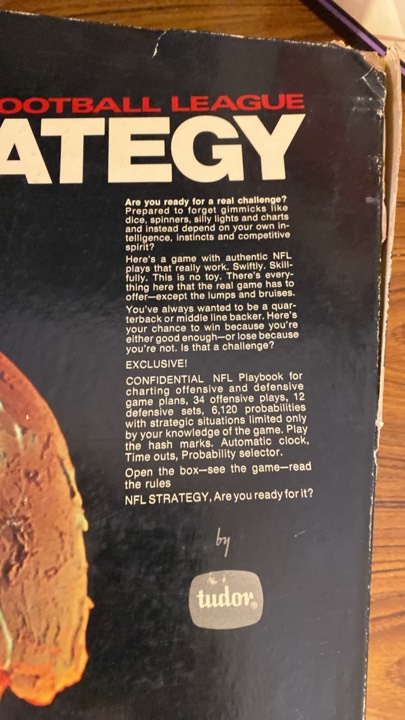 OOTBALL LEAGUE
ATEGY
Are you ready for a real challenge?
Prepared to forget gimmicks like
dice, spinners, silly lights and charts
and instead depend on your own in-
telligence, instincts and competitive
spirit?
Here's a game with authentic NFL
plays that really work. Swiftly. Skill-
fully. This is no toy. There's every-
thing here that the real game has to
offer—except the lumps and bruises.
You've always wanted to be a quar-
terback or middle line backer. Here's
your chance to win because you're
either good enough—or lose because
you're not. Is that a challenge?
EXCLUSIVE!
CONFIDENTIAL NFL Playbook for
charting offensive and defensive
game plans, 34 offensive plays, 12
defensive sets, 6,120 probabilities
with strategic situations limited only
by your knowledge of the game. Play
the hash marks. Automatic clock,
Time outs, Probability selector.
Open the box—see the game—read
the rules
NFL STRATEGY, Are you ready for it?
by
tudor®